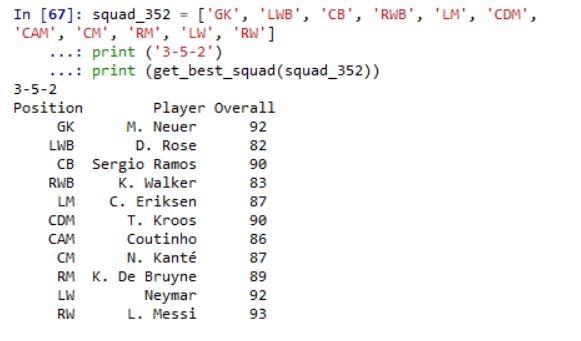 In [67]: squad_352 = ['GK', 'LWB', 'CB', 'RWB', 'LM', 'CDM',
'CAM', 'CM', 'RM', 'LW', 'RW']
...: print ('3-5-2')
...: print (get_best_squad(squad_352))
3-5-2
Position Player Overall
GK M. Neuer 92
LWB D. Rose 82
CB Sergio Ramos 90
RWB K. Walker 83
LM C. Eriksen 87
CDM T. Kroos 90
CAM Coutinho 86
CM N. Kanté 87
RM K. De Bruyne 89
LW Neymar 92
RW L. Messi 93